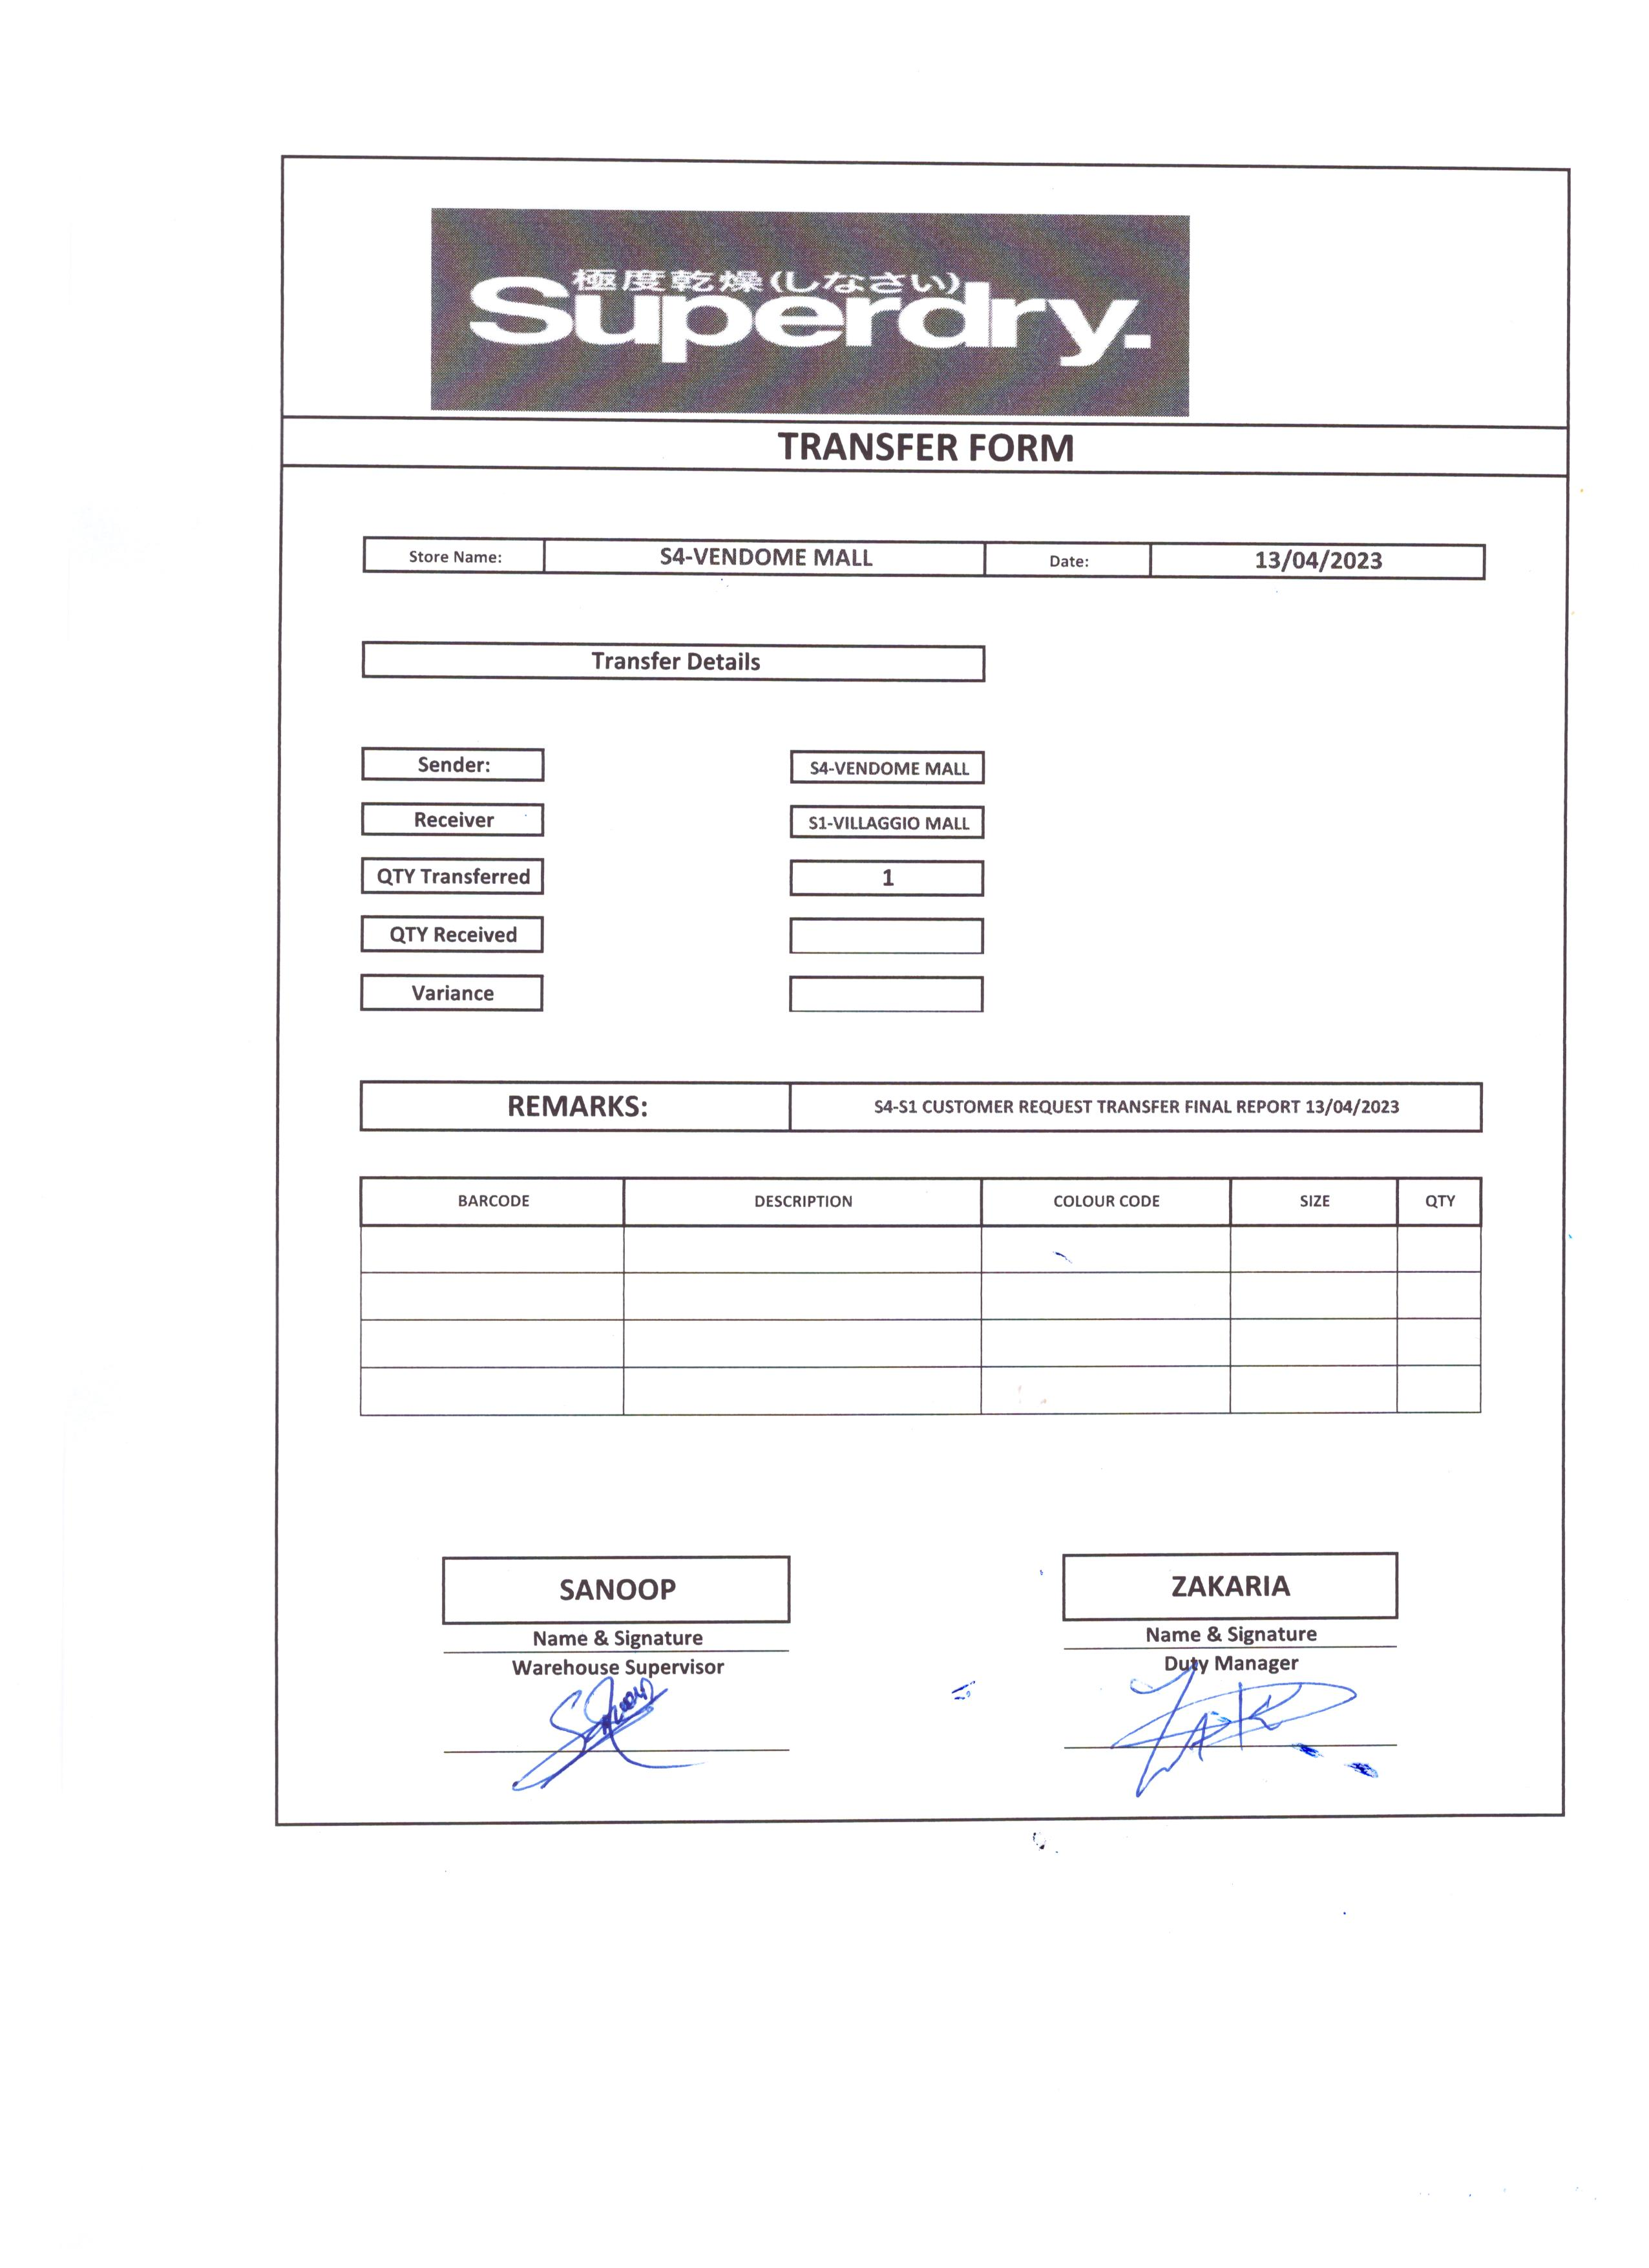 極度乾燥(しなさい)
Superdry.
TRANSFER FORM
Store Name: S4-VENDOME MALL Date: 13/04/2023
Transfer Details
Sender: S4-VENDOME MALL
Receiver S1-VILLAGGIO MALL
QTY Transferred 1
QTY Received
Variance
REMARKS: S4-S1 CUSTOMER REQUEST TRANSFER FINAL REPORT 13/04/2023
BARCODE DESCRIPTION COLOUR CODE SIZE QTY
SANOOP ZAKARIA
Name & Signature Name & Signature
Warehouse Supervisor Duty Manager